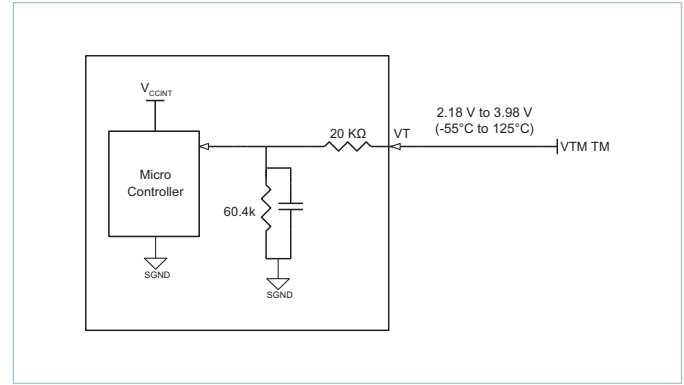 V_CCINT
2.18 V to 3.98 V
(-55°C to 125°C)
20 KΩ
VT
VTM TM
Micro
Controller
60.4k
SGND
SGND